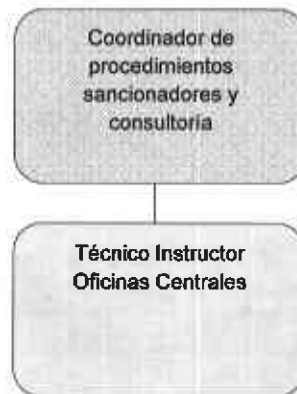 Coordinador de
procedimientos
sancionadores y
consultoría
Técnico Instructor
Oficinas Centrales